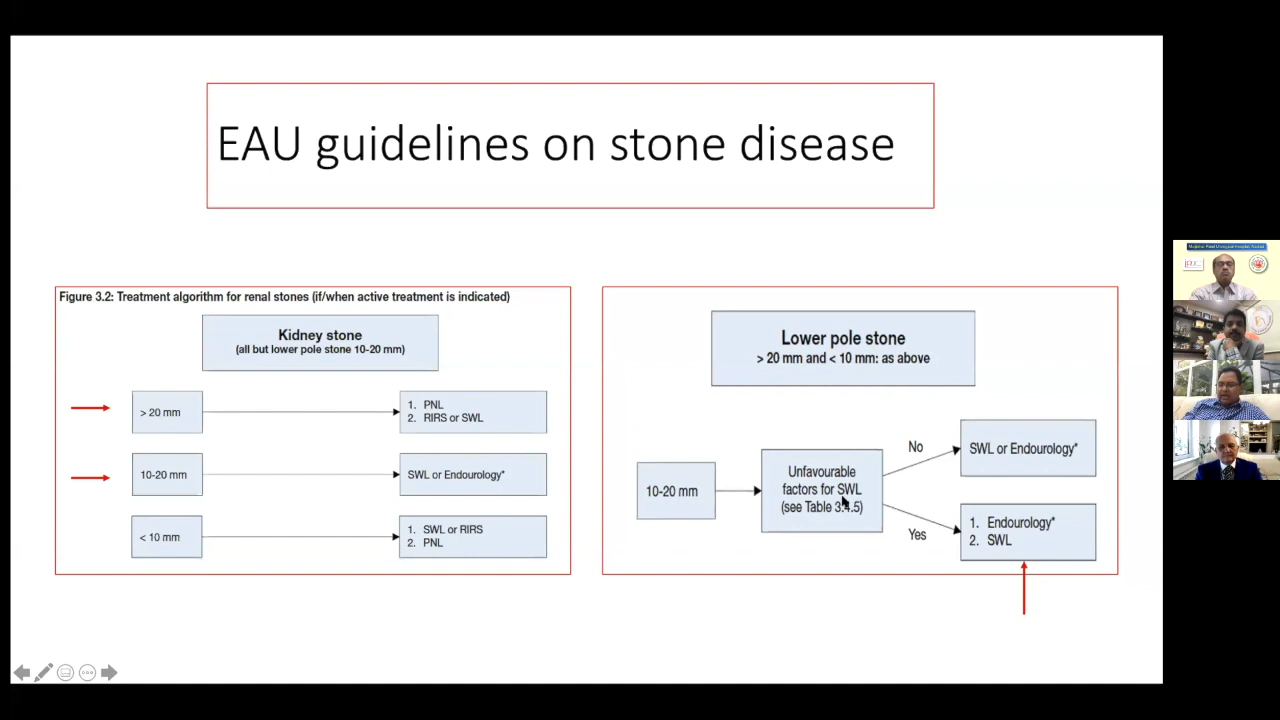 EAU guidelines on stone disease
Figure 3.2: Treatment algorithm for renal stones (if/when active treatment is indicated)
Kidney stone
(all but lower pole stone 10-20 mm)
> 20 mm
1. PNL
2. RIRS or SWL
10-20 mm
SWL or Endourology*
< 10 mm
1. SWL or RIRS
2. PNL
Lower pole stone
> 20 mm and < 10 mm: as above
10-20 mm
Unfavourable
factors for SWL
(see Table 3.4.5)
No
SWL or Endourology*
Yes
1. Endourology*
2. SWL